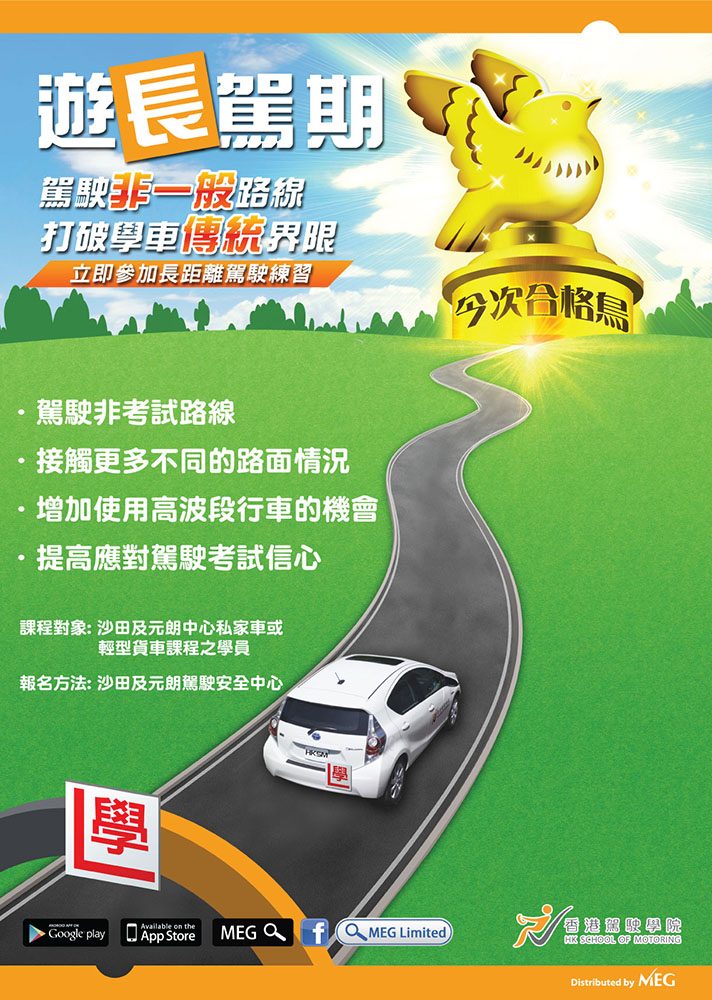 遊長駕期
駕駛非一般路線
打破學車傳統界限
立即參加長距離駕駛練習
今次合格鳥
· 駕駛非考試路線
· 接觸更多不同的路面情況
· 增加使用高波段行車的機會
· 提高應對駕駛考試信心
課程對象: 沙田及元朗中心私家車或
輕型貨車課程之學員
報名方法: 沙田及元朗駕駛安全中心
HKSM
學
學
ANDROID APP ON
Google play
Available on the
App Store
MEG
f
MEG Limited
香港駕駛學院
HK SCHOOL OF MOTORING
Distributed by MEG